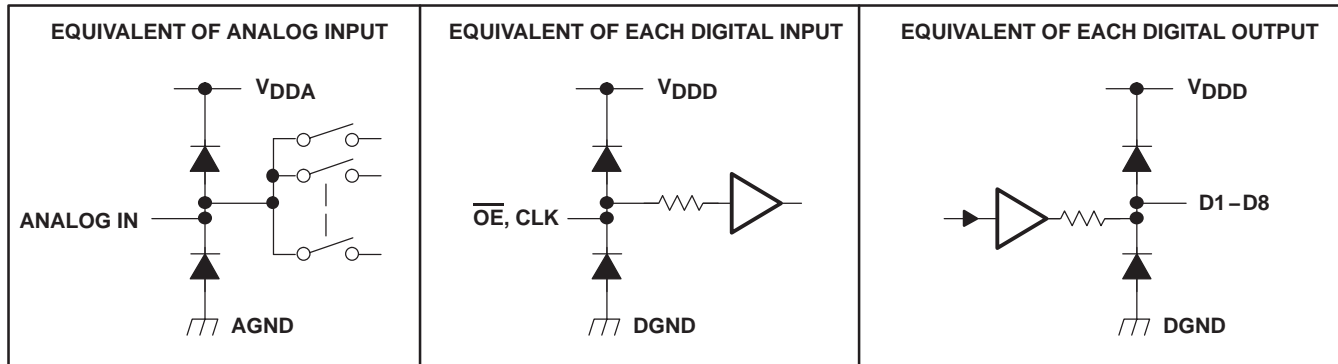 EQUIVALENT OF ANALOG INPUT
VDDA
ANALOG IN
AGND
EQUIVALENT OF EACH DIGITAL INPUT
VDDD
OE, CLK
DGND
EQUIVALENT OF EACH DIGITAL OUTPUT
VDDD
D1–D8
DGND